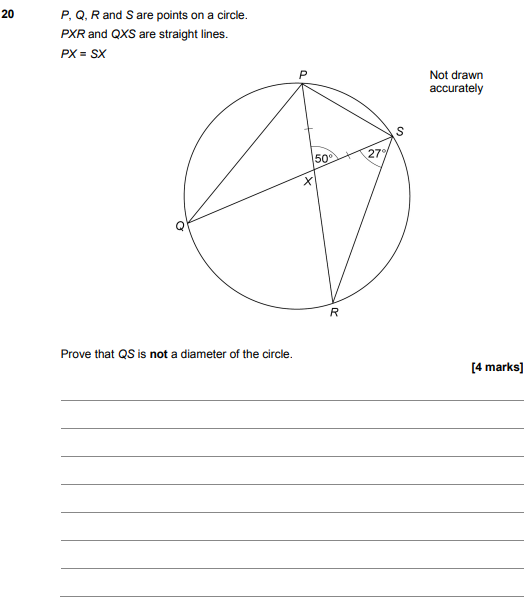 20 P, Q, R and S are points on a circle.
PXR and QXS are straight lines.
PX = SX
Not drawn
accurately
P
S
50°
27°
X
Q
R
Prove that QS is not a diameter of the circle.
[4 marks]